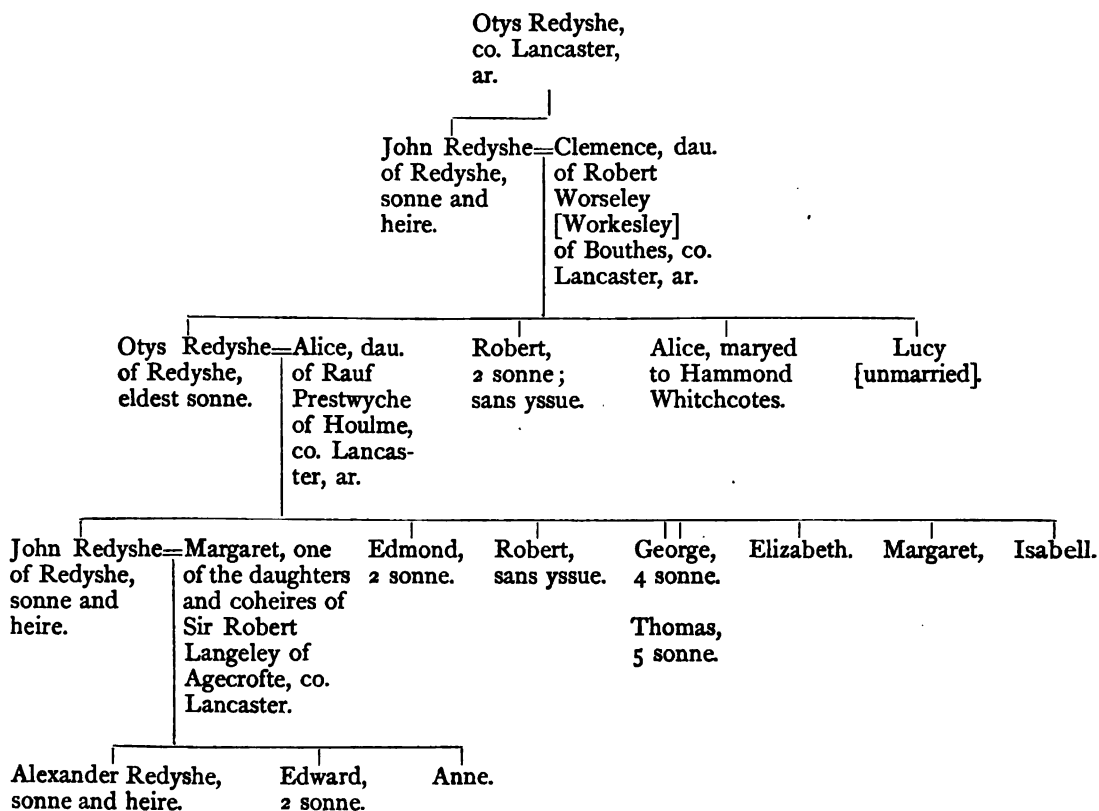 Otys Redyshe,
co. Lancaster,
ar.
John Redyshe=Clemence, dau.
of Redyshe,
sonne and
heire.
of Robert
Worseley
[Workesley]
of Bouthes, co.
Lancaster, ar.
Otys Redyshe=Alice, dau.
of Redyshe,
eldest sonne.
of Rauf
Prestwyche
of Houlme,
co. Lancas-
ter, ar.
Robert,
2 sonne;
sans yssue.
Alice, maryed
to Hammond
Whitchcotes.
Lucy
[unmarried].
John Redyshe=Margaret, one
of Redyshe,
sonne and
heire.
of the daughters
and coheires of
Sir Robert
Langeley of
Agecrofte, co.
Lancaster.
Edmond,
2 sonne.
Robert,
sans yssue.
George,
4 sonne.
Thomas,
5 sonne.
Elizabeth.
Margaret,
Isabell.
Alexander Redyshe,
sonne and heire.
Edward,
2 sonne.
Anne.